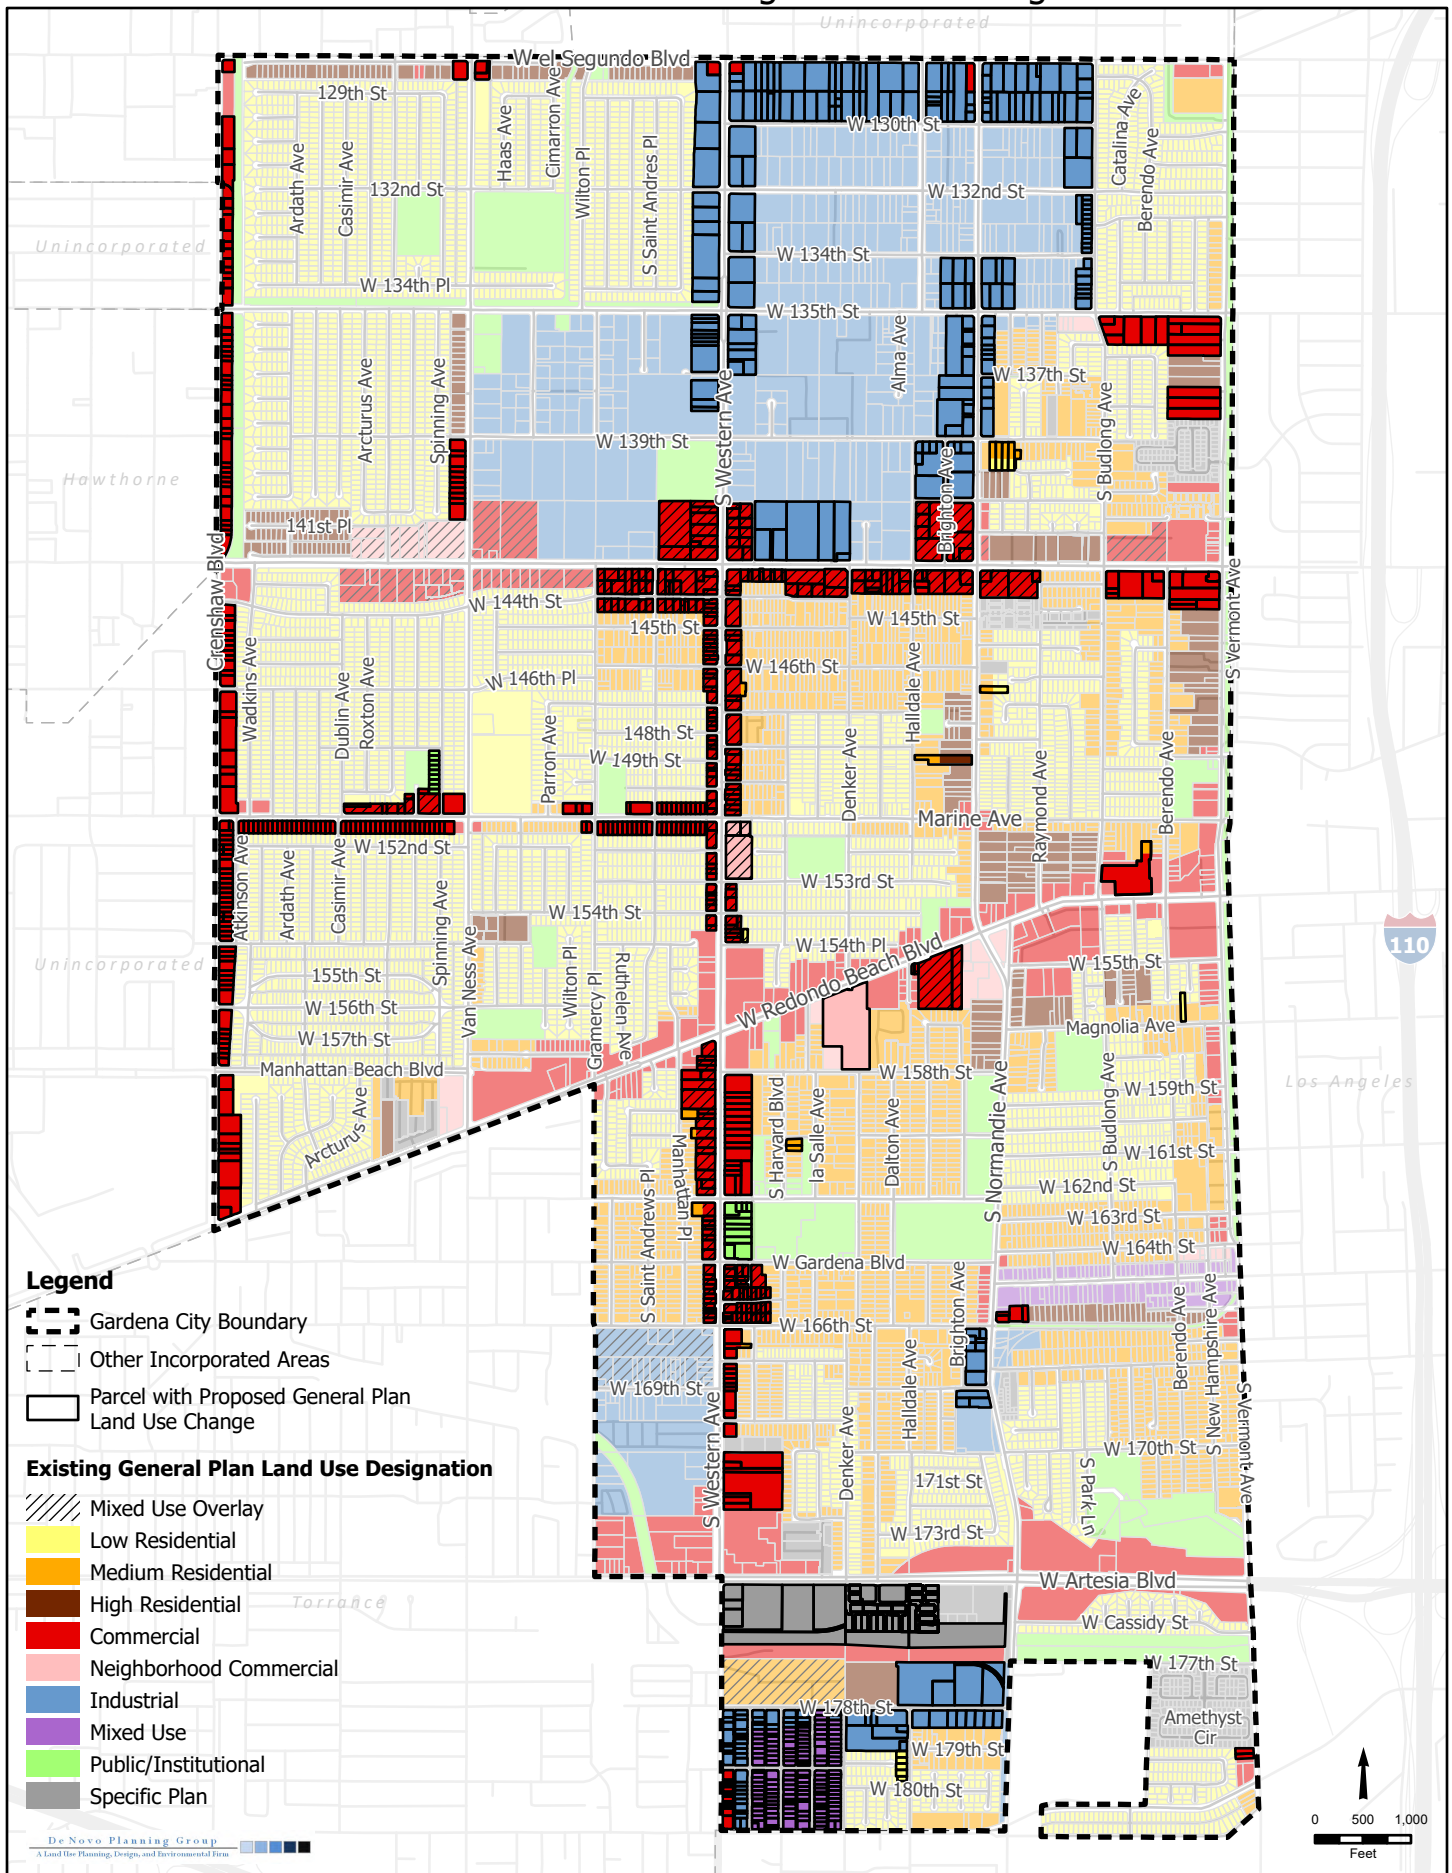 Unincorporated
W el Segundo Blvd
129th St
Haas Ave
Cimarron Ave
W 130th St
Catalina Ave
Ardath Ave
Casimir Ave
132nd St
Wilton Pl
S Saint Andres Pl
W 132nd St
Berendo Ave
Unincorporated
W 134th St
W 134th Pl
W 135th St
Arcturus Ave
Spinning Ave
S Western Ave
Alma Ave
W 137th St
S Budlong Ave
W 139th St
Hawthorne
Brighton Ave
141st Pl
Crenshaw Blvd
W 144th St
145th St
W 145th St
S Vermont Ave
Wadkins Ave
Dublin Ave
Roxton Ave
W 146th Pl
W 146th St
Halldale Ave
Parron Ave
148th St
W 149th St
Denker Ave
Raymond Ave
Berendo Ave
Marine Ave
W 152nd St
Atkinson Ave
Ardath Ave
Casimir Ave
Spinning Ave
W 153rd St
W 154th St
W 154th Pl
Van Ness Ave
Wilton Pl
Gramercy Pl
Ruthelen Ave
W Redondo Beach Blvd
W 155th St
110
Unincorporated
155th St
W 156th St
W 157th St
Magnolia Ave
Manhattan Beach Blvd
W 158th St
W 159th St
Los Angeles
Arcturus Ave
Manhattan Pl
S Harvard Blvd
la Salle Ave
Dalton Ave
S Normandie Ave
S Budlong Ave
W 161st St
W 162nd St
S Saint Andrews Pl
W 163rd St
W 164th St
W Gardena Blvd
Brighton Ave
W 166th St
Berendo Ave
S New Hampshire Ave
Legend
Gardena City Boundary
Other Incorporated Areas
Parcel with Proposed General Plan
Land Use Change
W 169th St
S Western Ave
Denker Ave
Halldale Ave
S Vermont Ave
W 170th St
171st St
S Park Ln
W 173rd St
Existing General Plan Land Use Designation
Mixed Use Overlay
Low Residential
Medium Residential
High Residential
Commercial
Neighborhood Commercial
Industrial
Mixed Use
Public/Institutional
Specific Plan
Torrance
W Artesia Blvd
W Cassidy St
W 177th St
W 178th St
Amethyst
Cir
W 179th St
W 180th St
0 500 1,000
Feet
De Novo Planning Group
A Land Use Planning, Design, and Environmental Firm